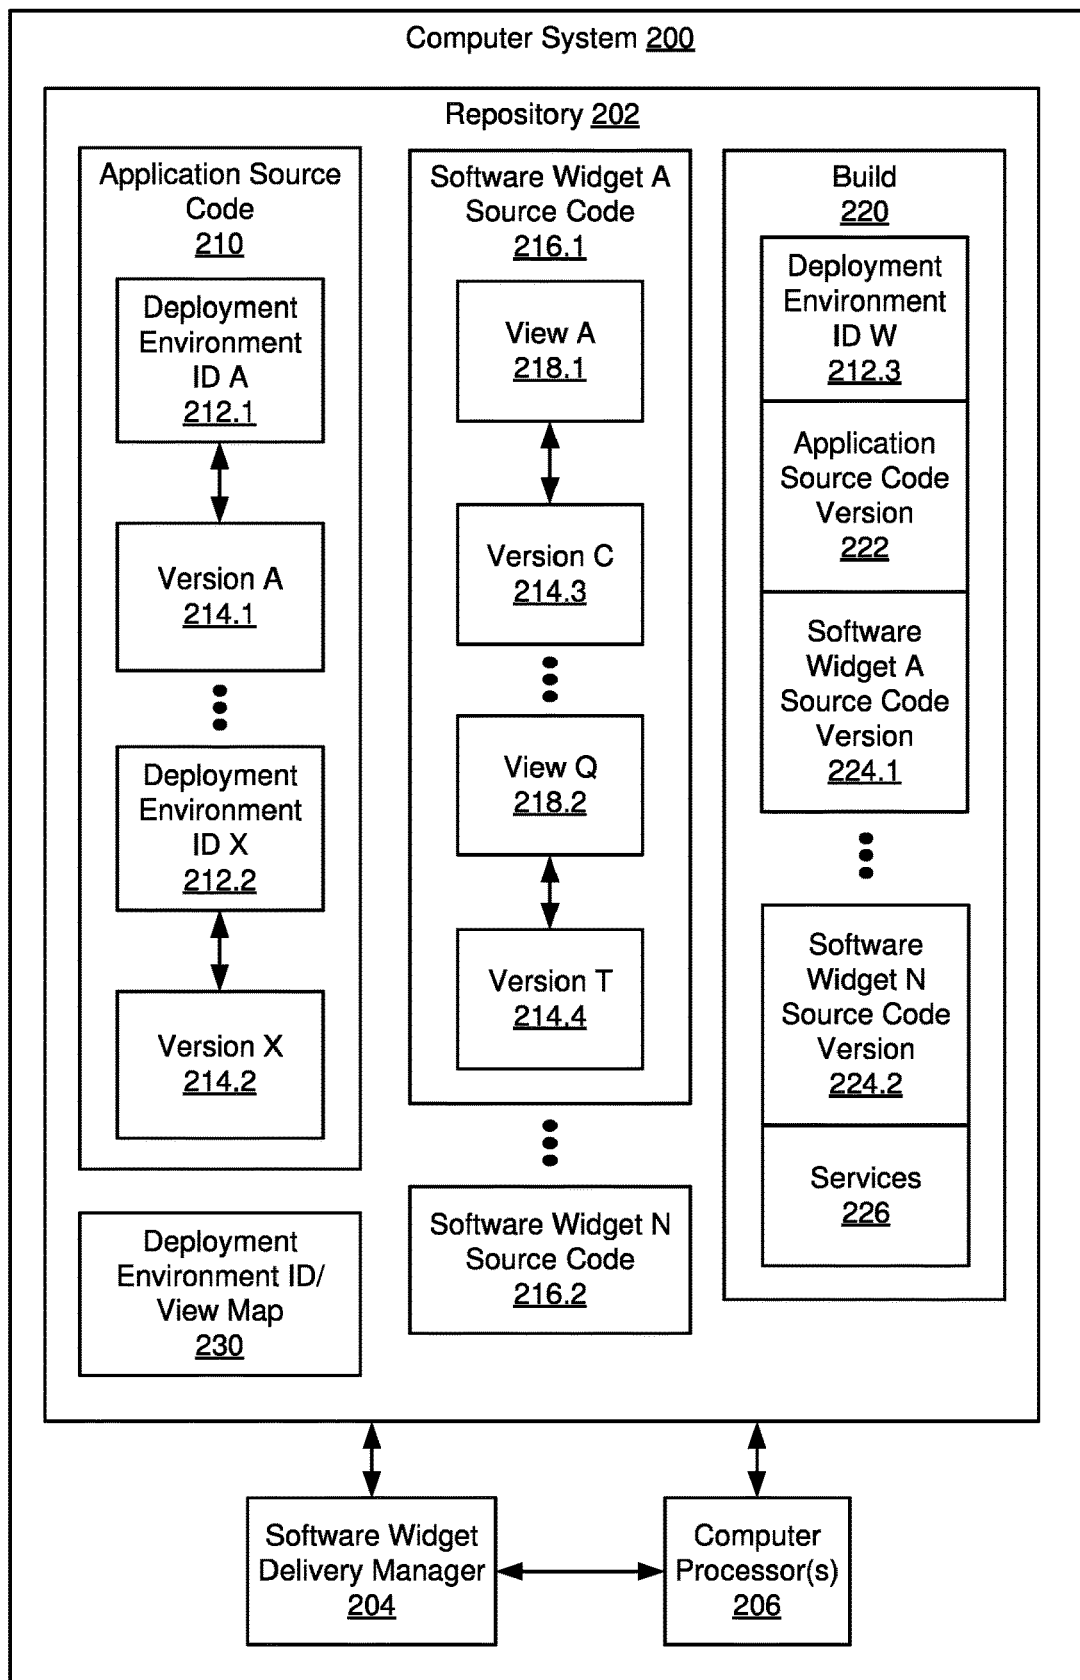 Computer System 200
Repository 202
Application Source
Code
210
Deployment
Environment
ID A
212.1
Version A
214.1
Deployment
Environment
ID X
212.2
Version X
214.2
Deployment
Environment ID/
View Map
230
Software Widget A
Source Code
216.1
View A
218.1
Version C
214.3
View Q
218.2
Version T
214.4
Software Widget N
Source Code
216.2
Build
220
Deployment
Environment
ID W
212.3
Application
Source Code
Version
222
Software
Widget A
Source Code
Version
224.1
Software
Widget N
Source Code
Version
224.2
Services
226
Software Widget
Delivery Manager
204
Computer
Processor(s)
206